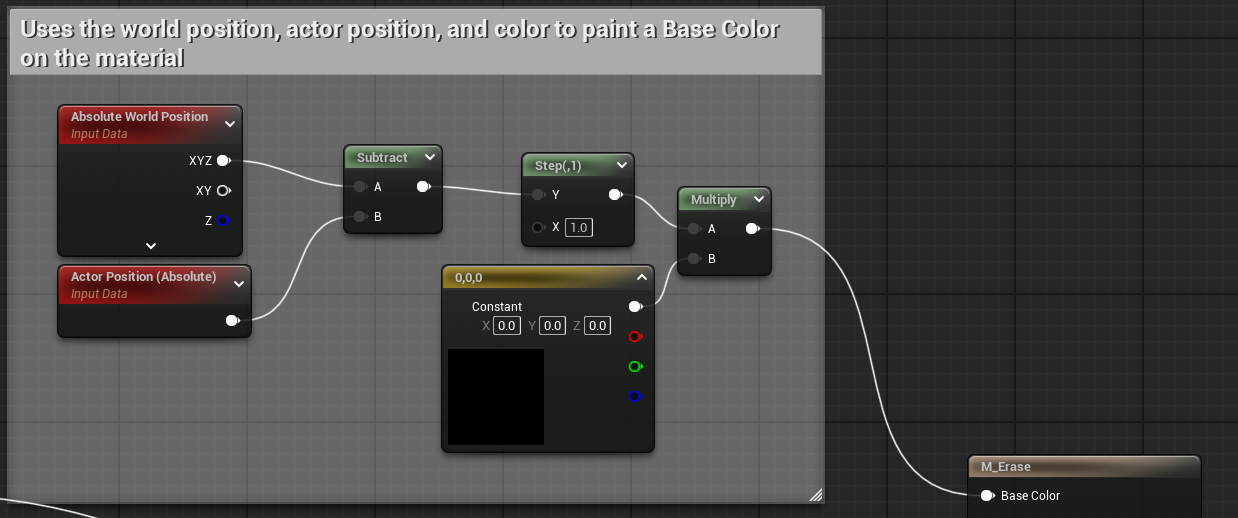 Uses the world position, actor position, and color to paint a Base Color
on the material
Absolute World Position
Input Data
XYZ
XY
Z
Actor Position (Absolute)
Input Data
Subtract
A
B
Step(,1)
Y
X 1.0
Multiply
A
B
0,0,0
Constant
X 0.0 Y 0.0 Z 0.0
M_Erase
Base Color